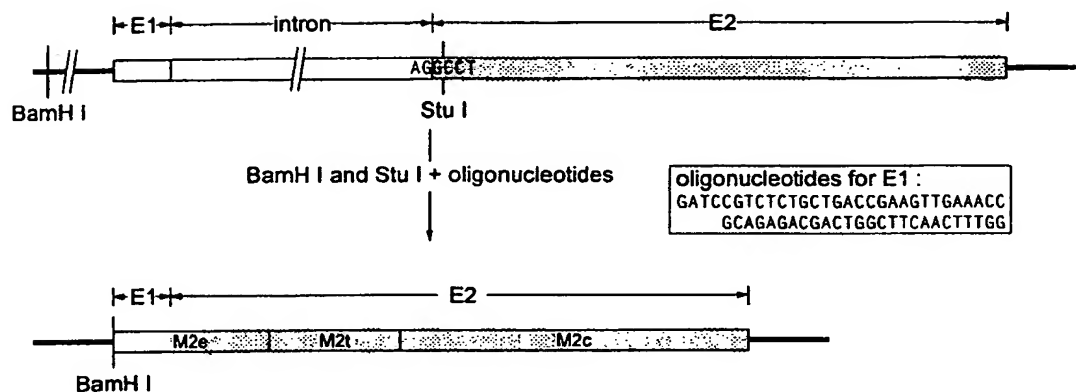 E1 intron E2
AGGCCT
BamH I Stu I
BamH I and Stu I + oligonucleotides
oligonucleotides for E1 :
GATCCGTCTCTGCTGACCGAAGTTGAAACC
GCAGAGACGACTGGCTTCAACTTTGG
E1 E2
M2e M2t M2c
BamH I